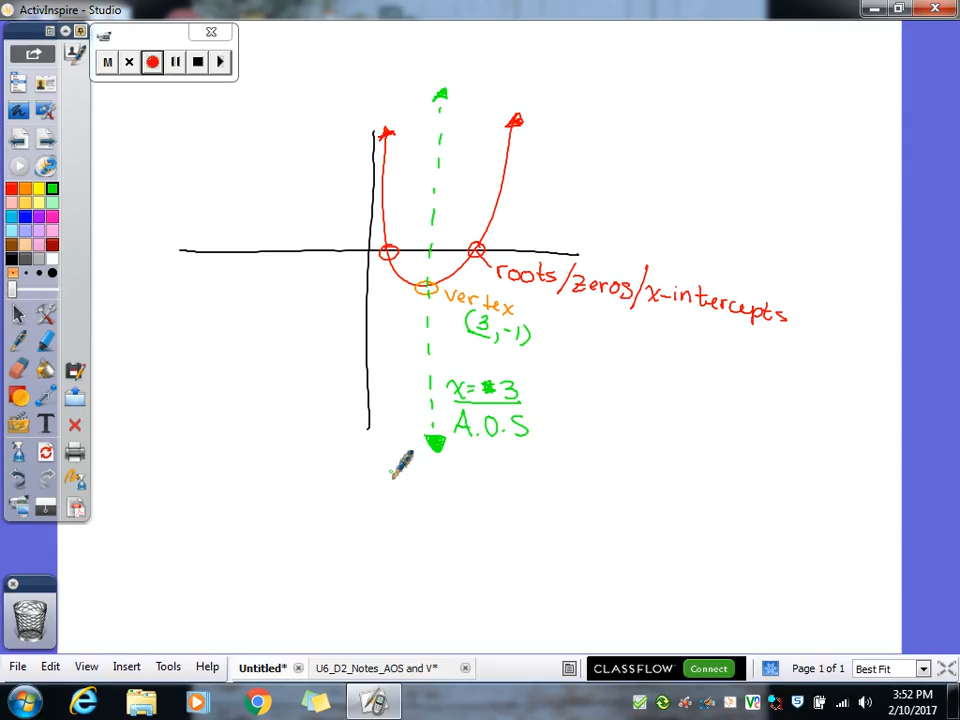 ActivInspire - Studio
M
roots/zeros/x-intercepts
vertex
(3,-1)
x= 3
A.O.S
File Edit View Insert Tools Help Untitled* U6_D2_Notes_AOS and V* CLASSFLOW Connect Page 1 of 1 Best Fit
3:52 PM
2/10/2017